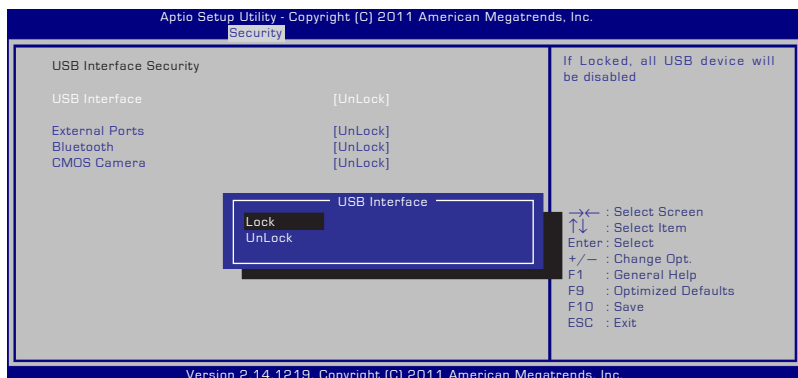 Aptio Setup Utility - Copyright (C) 2011 American Megatrends, Inc.
Security
USB Interface Security
USB Interface [UnLock]
External Ports [UnLock]
Bluetooth [UnLock]
CMOS Camera [UnLock]
USB Interface
Lock
UnLock
If Locked, all USB device will
be disabled
→← : Select Screen
↑↓ : Select Item
Enter : Select
+/— : Change Opt.
F1 : General Help
F9 : Optimized Defaults
F10 : Save
ESC : Exit
Version 2.14.1219. Copyright (C) 2011 American Megatrends, Inc.